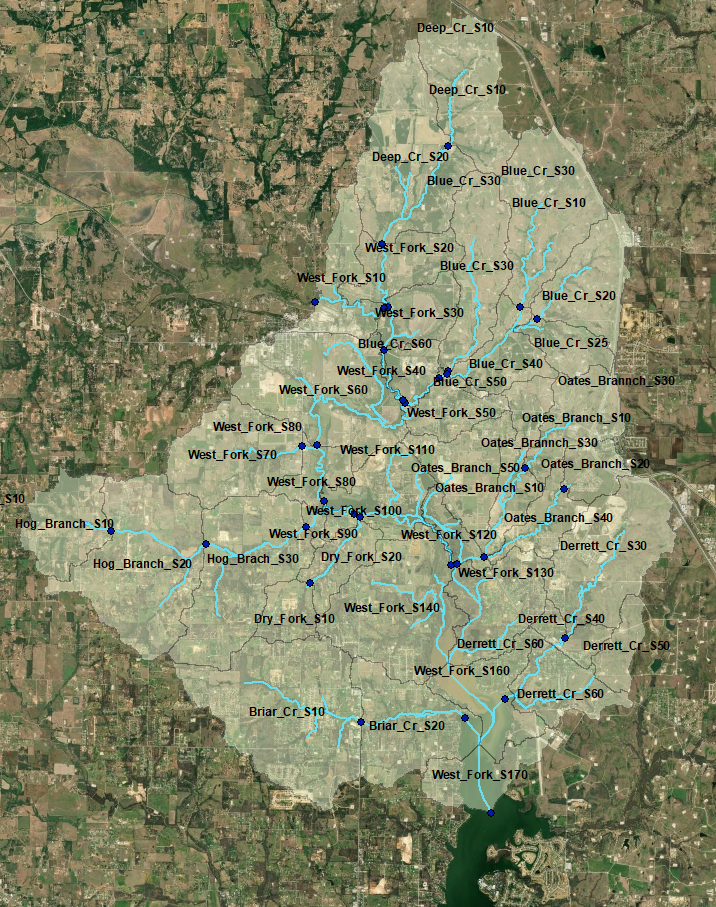 Deep_Cr_S10
Deep_Cr_S10
Deep_Cr_S20
Blue_Cr_S30
Blue_Cr_S30
Blue_Cr_S10
West_Fork_S20
Blue_Cr_S30
West_Fork_S10
Blue_Cr_S20
West_Fork_S30
Blue_Cr_S60
Blue_Cr_S25
Blue_Cr_S40
West_Fork_S40
Blue_Cr_S50
Oates_Brannch_S30
West_Fork_S60
West_Fork_S50
Oates_Branch_S10
West_Fork_S80
Oates_Brannch_S30
West_Fork_S70
West_Fork_S110
Oates_Branch_S50
Oates_Branch_S20
West_Fork_S80
Oates_Branch_S10
_S10
West_Fork_S100
Oates_Branch_S40
Hog_Branch_S10
West_Fork_S90
West_Fork_S120
Derrett_Cr_S30
Hog_Branch_S20
Hog_Brach_S30
Dry_Fork_S20
West_Fork_S130
West_Fork_S140
Dry_Fork_S10
Derrett_Cr_S40
Derrett_Cr_S60
Derrett_Cr_S50
West_Fork_S160
Derrett_Cr_S60
Briar_Cr_S10
Briar_Cr_S20
West_Fork_S170